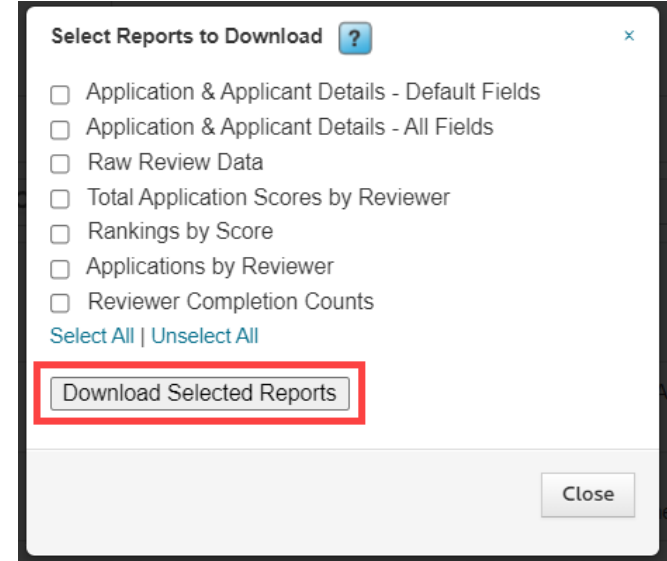 Select Reports to Download ? ×
Application & Applicant Details - Default Fields
Application & Applicant Details - All Fields
Raw Review Data
Total Application Scores by Reviewer
Rankings by Score
Applications by Reviewer
Reviewer Completion Counts
Select All | Unselect All
Download Selected Reports
Close